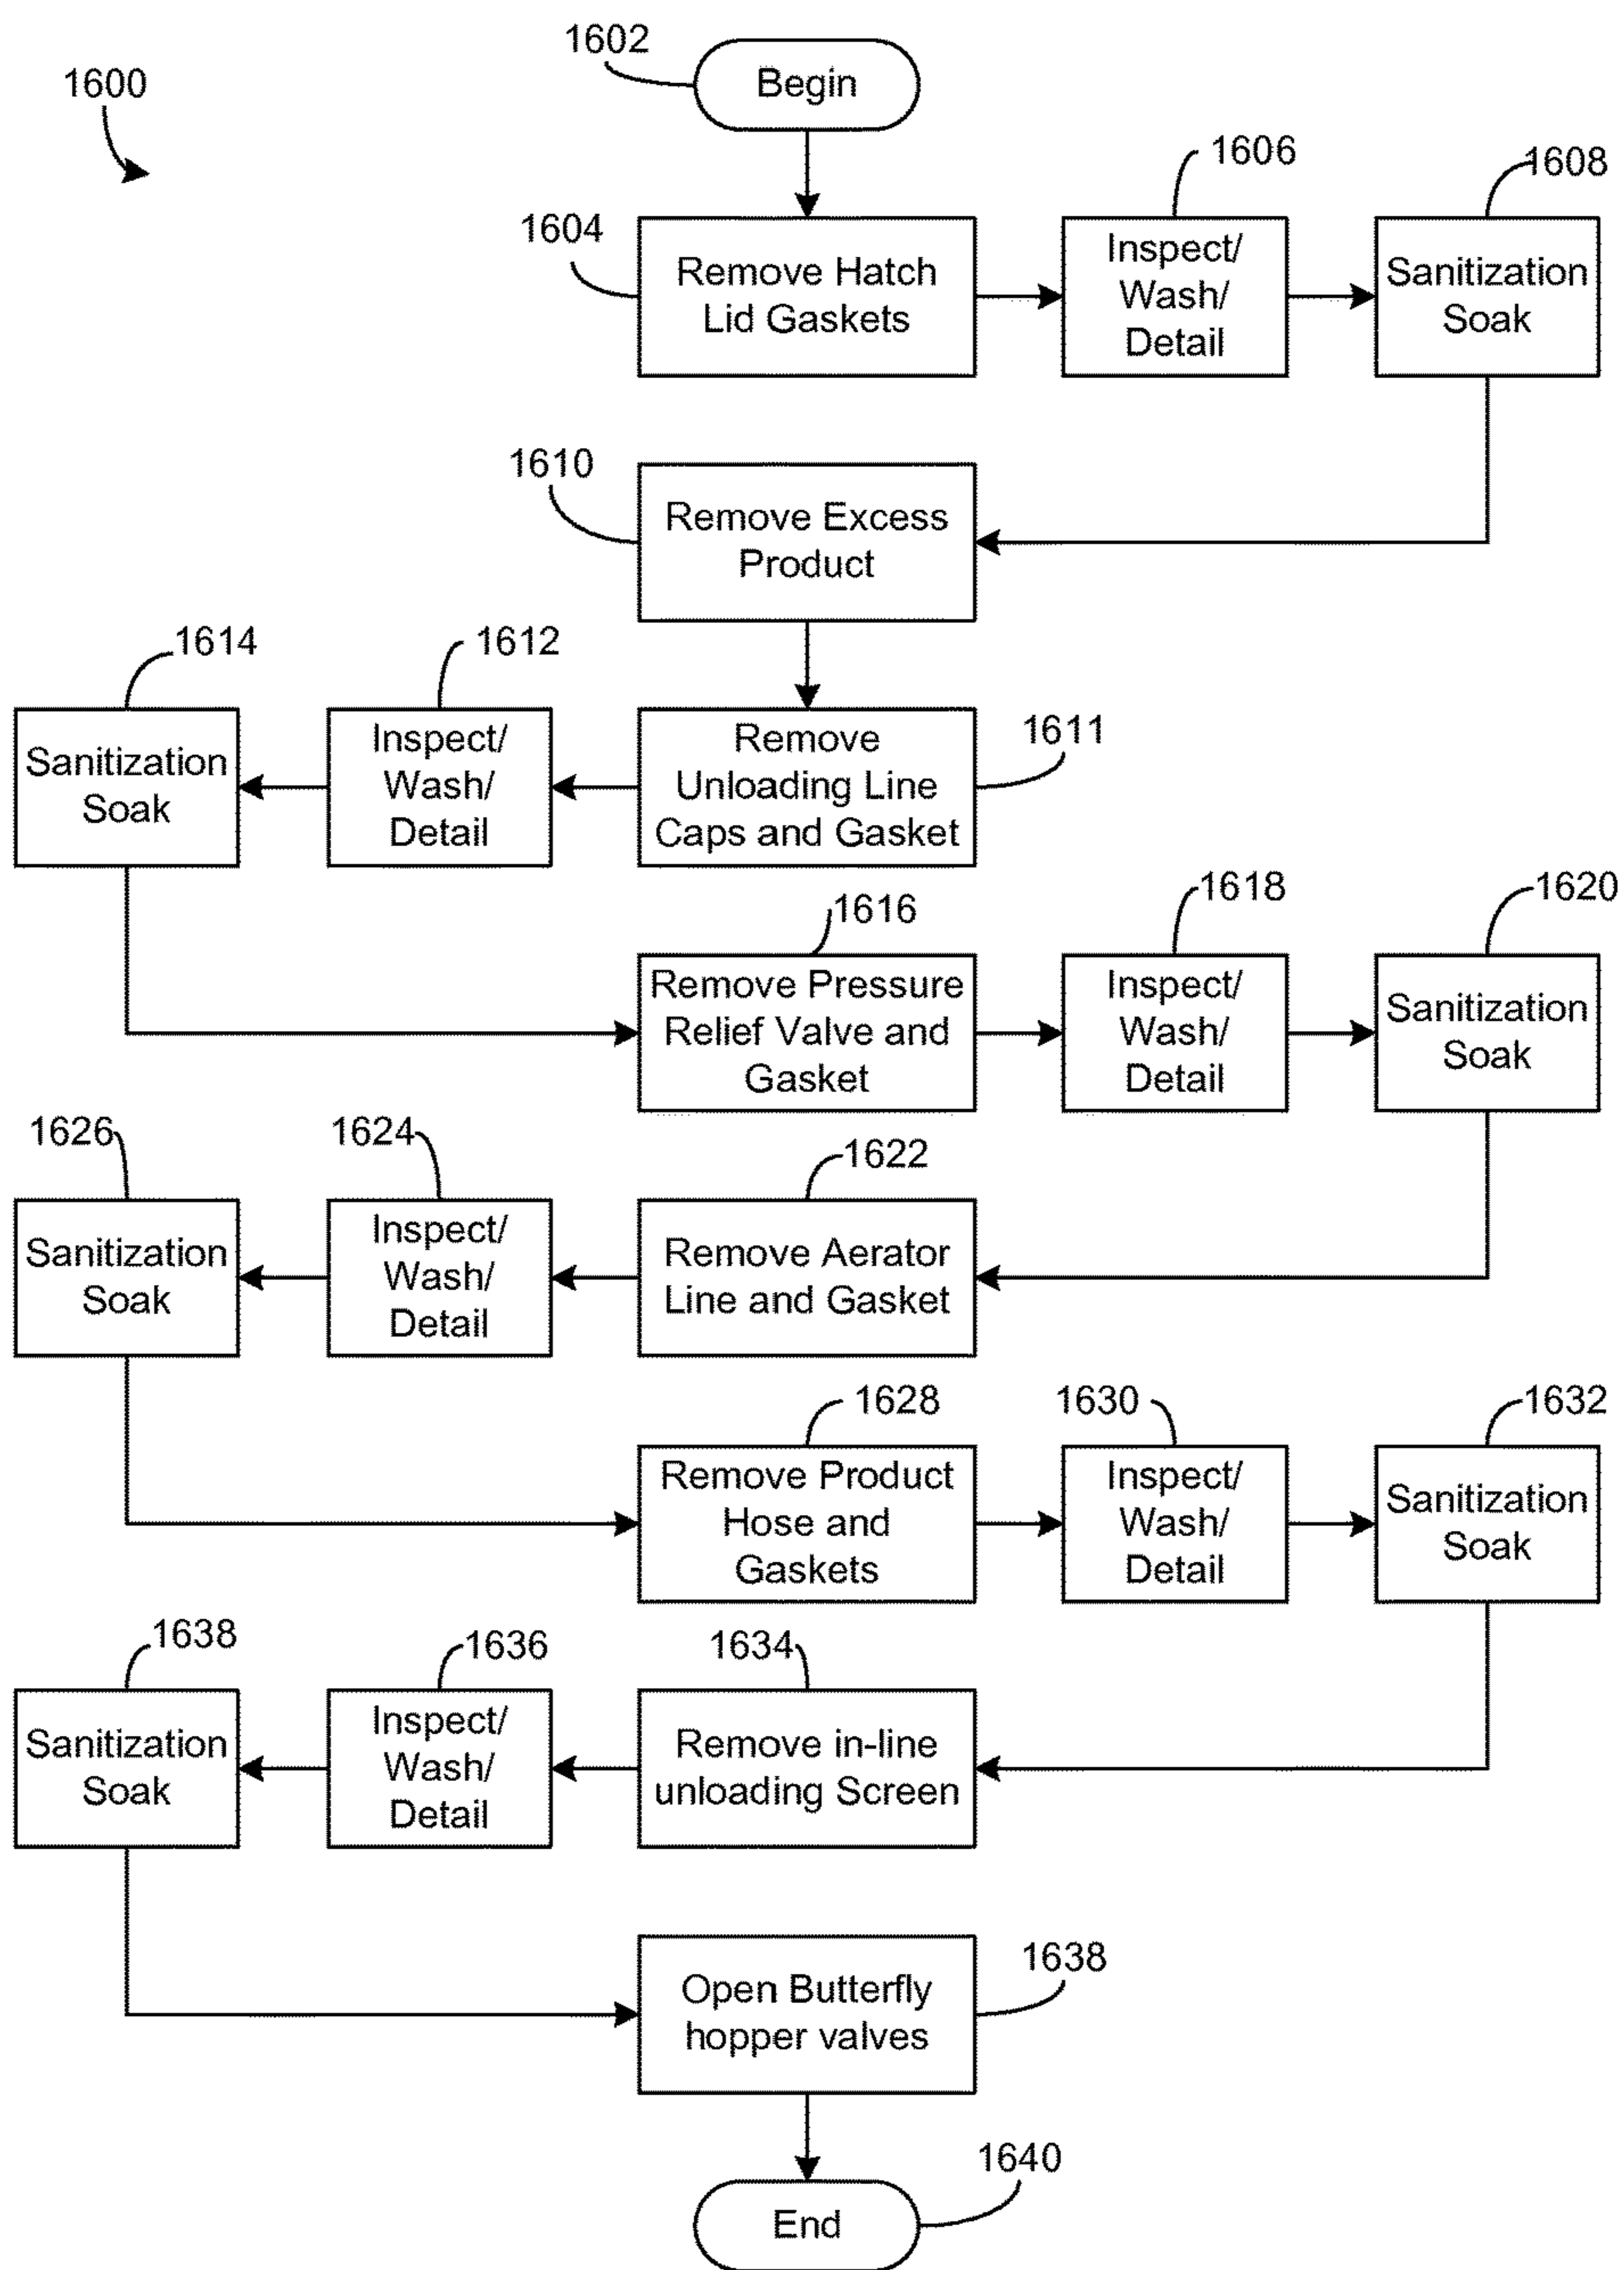 1600
1602
Begin
1604
Remove Hatch
Lid Gaskets
1606
Inspect/
Wash/
Detail
1608
Sanitization
Soak
1610
Remove Excess
Product
1611
Remove
Unloading Line
Caps and Gasket
1612
Inspect/
Wash/
Detail
1614
Sanitization
Soak
1616
Remove Pressure
Relief Valve and
Gasket
1618
Inspect/
Wash/
Detail
1620
Sanitization
Soak
1622
Remove Aerator
Line and Gasket
1624
Inspect/
Wash/
Detail
1626
Sanitization
Soak
1628
Remove Product
Hose and
Gaskets
1630
Inspect/
Wash/
Detail
1632
Sanitization
Soak
1634
Remove in-line
unloading Screen
1636
Inspect/
Wash/
Detail
1638
Sanitization
Soak
1638
Open Butterfly
hopper valves
1640
End